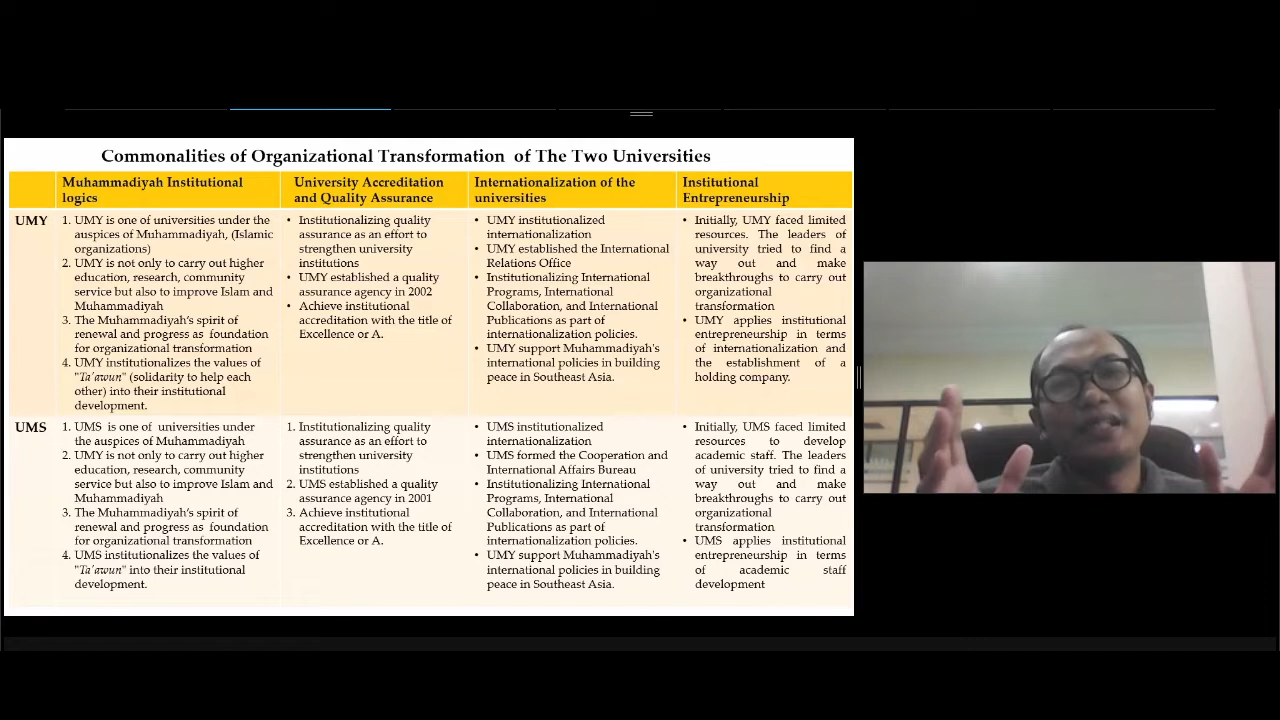 Commonalities of Organizational Transformation of The Two Universities
Muhammadiyah Institutional
logics
University Accreditation
and Quality Assurance
Internationalization of the
universities
Institutional
Entrepreneurship
UMY
1. UMY is one of universities under the
auspices of Muhammadiyah, (Islamic
organizations)
2. UMY is not only to carry out higher
education, research, community
service but also to improve Islam and
Muhammadiyah
3. The Muhammadiyah's spirit of
renewal and progress as foundation
for organizational transformation
4. UMY institutionalizes the values of
"Ta'awun" (solidarity to help each
other) into their institutional
development.
• Institutionalizing quality
assurance as an effort to
strengthen university
institutions
• UMY established a quality
assurance agency in 2002
• Achieve institutional
accreditation with the title of
Excellence or A.
• UMY institutionalized
internationalization
• UMY established the International
Relations Office
• Institutionalizing International
Programs, International
Collaboration, and International
Publications as part of
internationalization policies.
• UMY support Muhammadiyah's
international policies in building
peace in Southeast Asia.
• Initially, UMY faced limited
resources. The leaders of
university tried to find a
way out and make
breakthroughs to carry out
organizational
transformation
• UMY applies institutional
entrepreneurship in terms
of internationalization and
the establishment of a
holding company.
UMS
1. UMS is one of universities under
the auspices of Muhammadiyah
2. UMY is not only to carry out higher
education, research, community
service but also to improve Islam and
Muhammadiyah
3. The Muhammadiyah's spirit of
renewal and progress as foundation
for organizational transformation
4. UMS institutionalizes the values of
"Ta'awun" into their institutional
development.
1. Institutionalizing quality
assurance as an effort to
strengthen university
institutions
2. UMS established a quality
assurance agency in 2001
3. Achieve institutional
accreditation with the title of
Excellence or A.
• UMS institutionalized
internationalization
• UMS formed the Cooperation and
International Affairs Bureau
• Institutionalizing International
Programs, International
Collaboration, and International
Publications as part of
internationalization policies.
• UMY support Muhammadiyah's
international policies in building
peace in Southeast Asia.
• Initially, UMS faced limited
resources to develop
academic staff. The leaders
of university tried to find a
way out and make
breakthroughs to carry out
organizational
transformation
• UMS applies institutional
entrepreneurship in terms
of academic staff
development